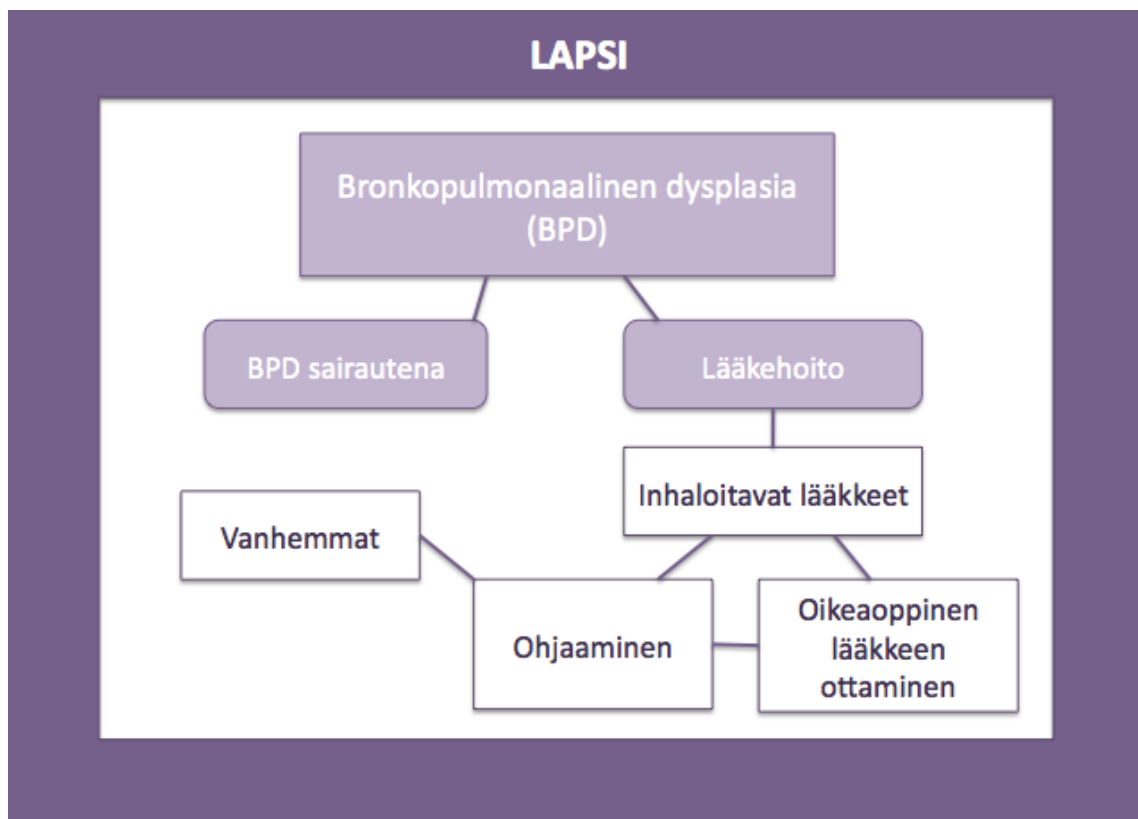 LAPSI
Bronkopulmonaalinen dysplasia
(BPD)
BPD sairautena
Lääkehoito
Inhaloitavat lääkkeet
Vanhemmat
Ohjaaminen
Oikeaoppinen
lääkkeen
ottaminen